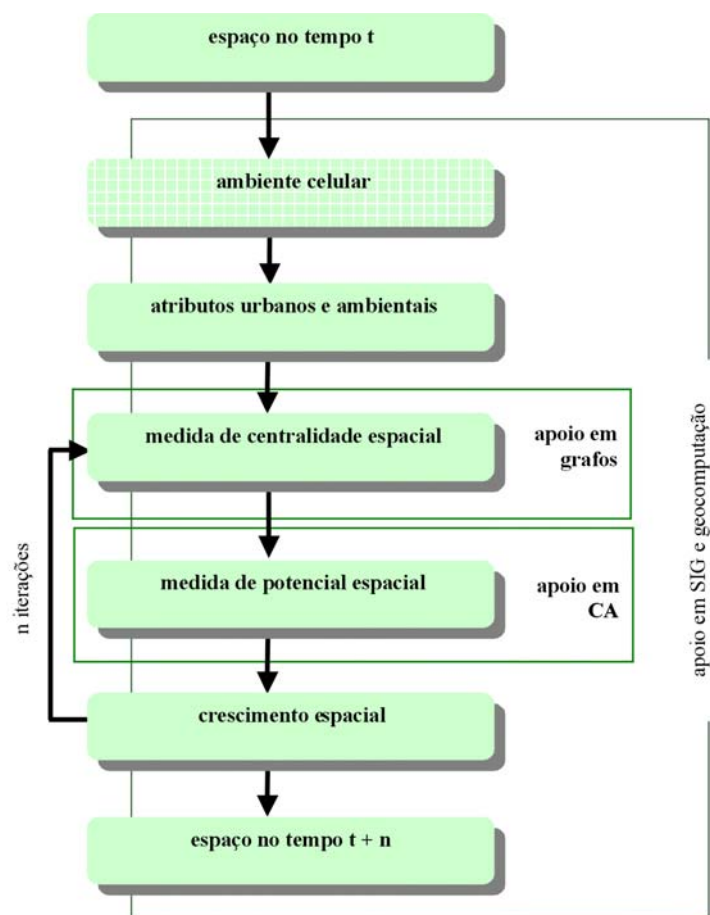 espaço no tempo t
ambiente celular
atributos urbanos e ambientais
medida de centralidade espacial
apoio em
grafos
medida de potencial espacial
apoio em
CA
crescimento espacial
espaço no tempo t + n
n iterações
apoio em SIG e geocomputação